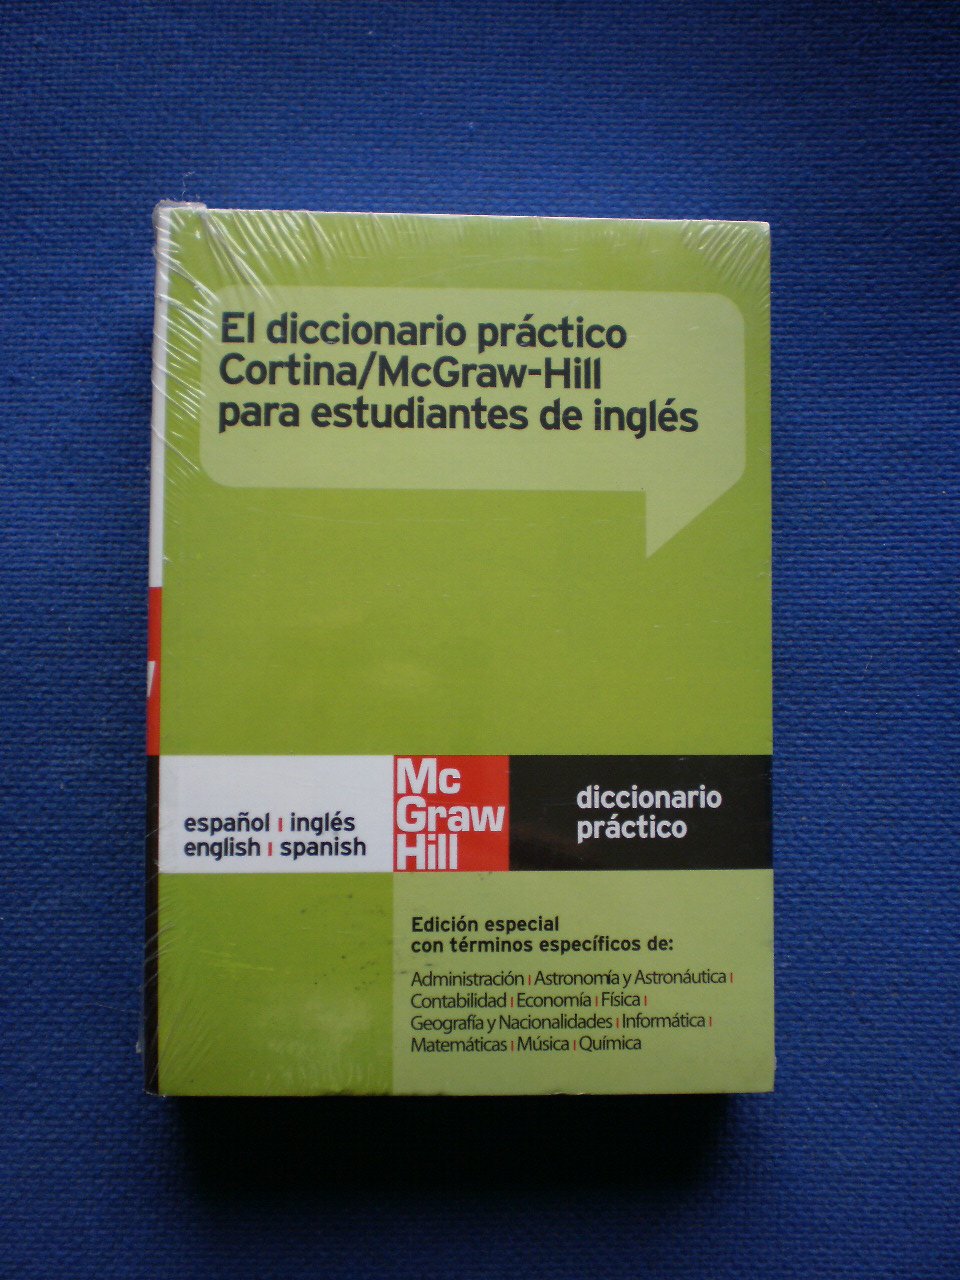 El diccionario práctico
Cortina/McGraw-Hill
para estudiantes de inglés
español | inglés
english | spanish
Mc
Graw
Hill
diccionario
práctico
Edición especial
con términos específicos de:
Administración | Astronomía y Astronáutica |
Contabilidad | Economía | Física |
Geografía y Nacionalidades | Informática |
Matemáticas | Música | Química